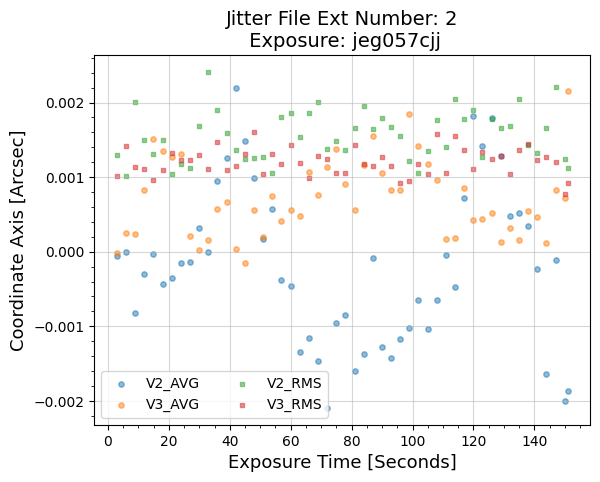 Jitter File Ext Number: 2
Exposure: jeg057cjj
Coordinate Axis [Arcsec]
0.002
0.001
0.000
−0.001
−0.002
V2_AVG
V3_AVG
V2_RMS
V3_RMS
0 20 40 60 80 100 120 140
Exposure Time [Seconds]